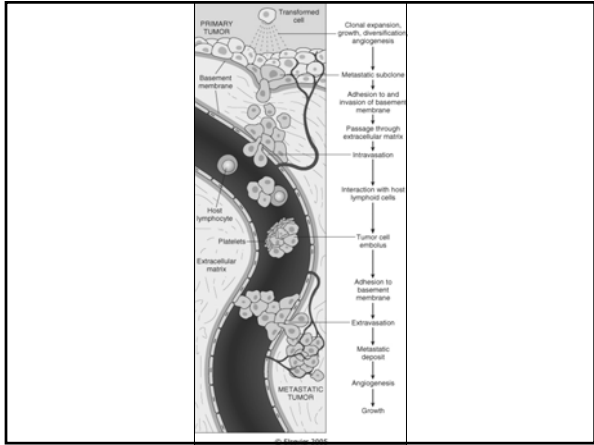 Transformed
cell
PRIMARY
TUMOR
Basement
membrane
Host
lymphocyte
Platelets
Extracellular
matrix
METASTATIC
TUMOR
Clonal expansion,
growth, diversification,
angiogenesis
Metastatic subclone
Adhesion to and
invasion of basement
membrane
Passage through
extracellular matrix
Intravasation
Interaction with host
lymphoid cells
Tumor cell
embolus
Adhesion to
basement
membrane
Extravasation
Metastatic
deposit
Angiogenesis
Growth
© Elsevier 2005